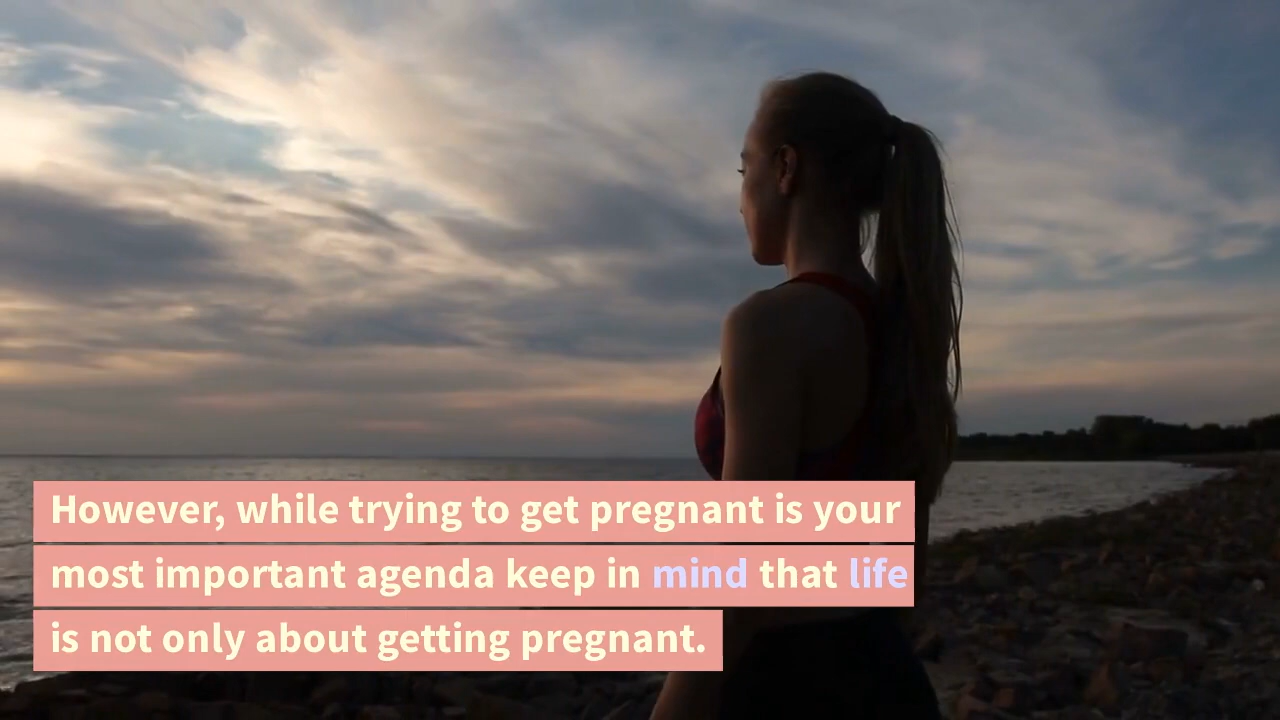 However, while trying to get pregnant is your
most important agenda keep in mind that life
is not only about getting pregnant.